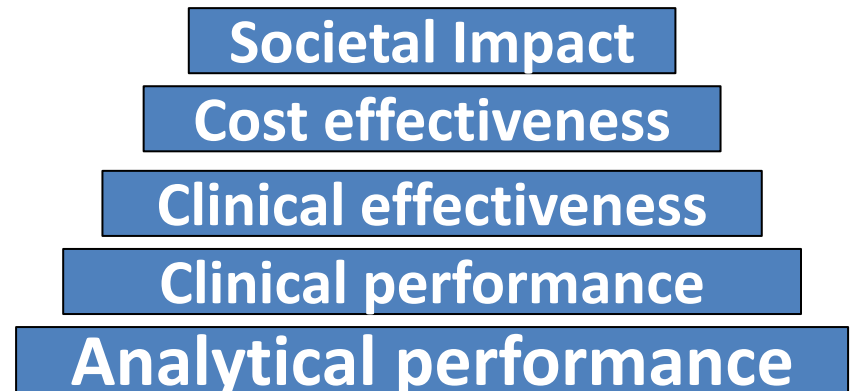 Societal Impact
Cost effectiveness
Clinical effectiveness
Clinical performance
Analytical performance